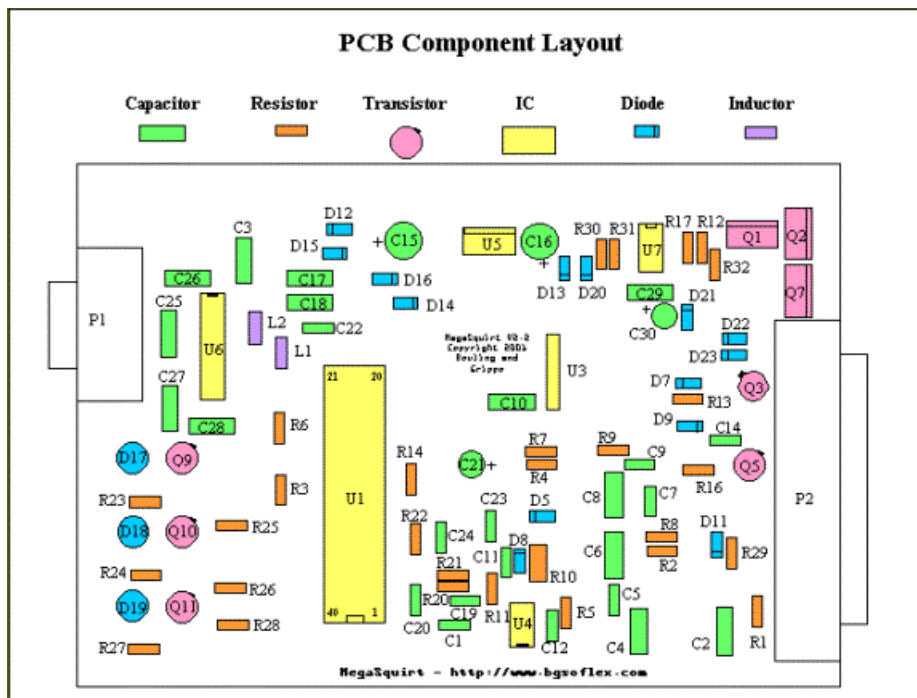 PCB Component Layout
Capacitor Resistor Transistor IC Diode Inductor
D12
C3
D15
C15
U5
C16
R30 R31
U7
R17 R12
Q1
Q2
C26
C17
D16
D13 D20
C29
D21
R32
Q7
C25
C18
D14
L2
C22
C30
D22
P1
U6
L1
MegaSquirt V2.2
Copyright 2001
Bowling and
Grippo
U3
D23
21 20
C27
C10
D7
R13
Q3
C28
R6
D9
C14
D17
Q9
R14
C21
R7
R4
R9
C9
Q5
R16
R23
R3
U1
C23
D5
C8
C7
P2
D18
Q10
R25
R22
C24
C11
D8
R10
C6
R8
R2
D11
R29
R24
R26
R21
R20
C19
R11
C5
D19
Q11
R28
40 1
C20
C1
U4
C12
R5
C4
C2
R1
R27
MegaSquirt - http://www.bgsoflex.com